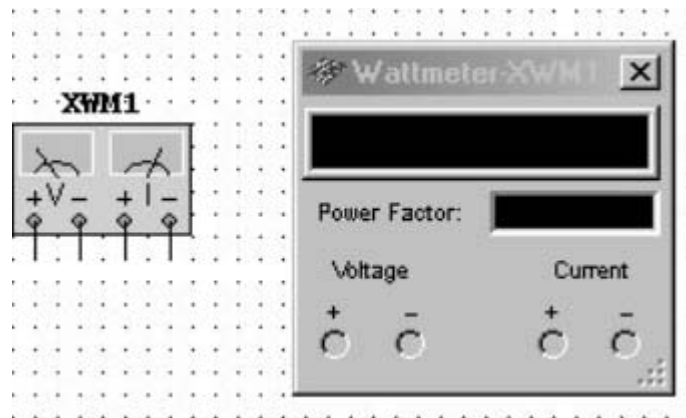 XWM1
+ V - + I -
Wattmeter-XWM1
Power Factor:
Voltage Current
+ - + -